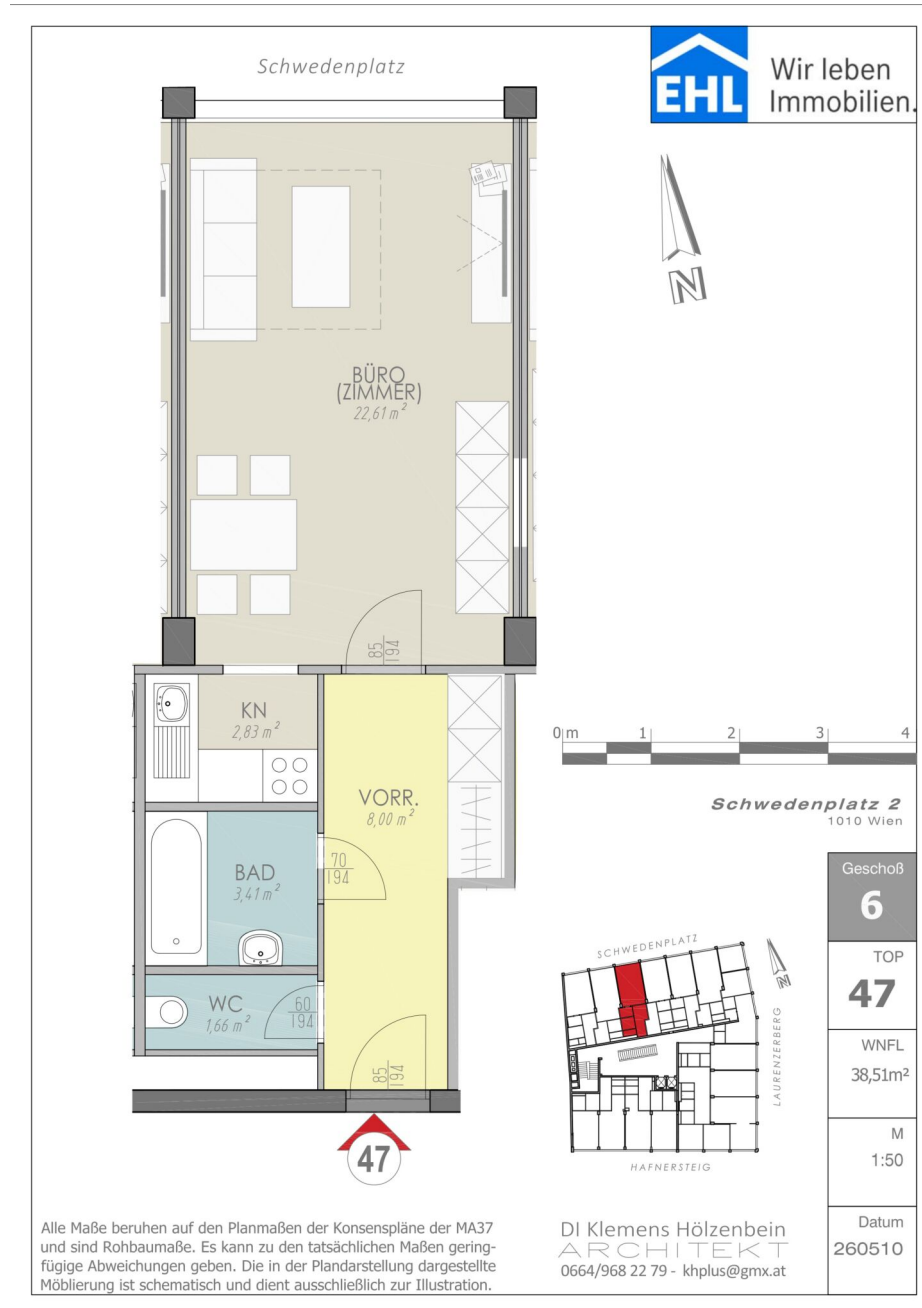 Schwedenplatz
EHL
Wir leben
Immobilien.
N
BÜRO
(ZIMMER)
22,61 m²
85
194
KN
2,83 m²
VORR.
8,00 m²
BAD
3,41 m²
70
194
WC
1,66 m²
60
194
85
194
47
0 m 1 2 3 4
Schwedenplatz 2
1010 Wien
Geschoß
6
TOP
47
WNFL
38,51m²
M
1:50
Datum
260510
SCHWEDENPLATZ
N
LAURENZERBERG
HAFNERSTEIG
Alle Maße beruhen auf den Planmaßen der Konsenspläne der MA37
und sind Rohbaumaße. Es kann zu den tatsächlichen Maßen gering-
fügige Abweichungen geben. Die in der Plandarstellung dargestellte
Möblierung ist schematisch und dient ausschließlich zur Illustration.
DI Klemens Hölzenbein
ARCHITEKT
0664/968 22 79 - khplus@gmx.at